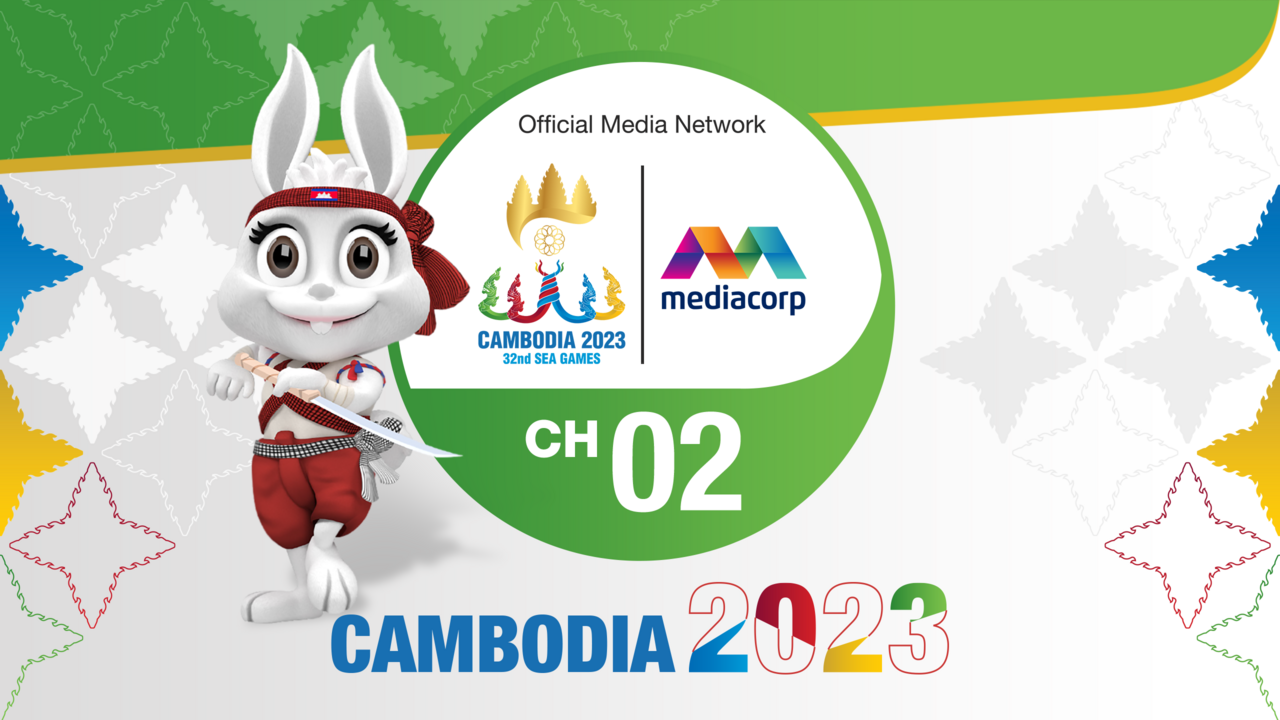 Official Media Network
CAMBODIA 2023
32nd SEA GAMES
mediacorp
CH 02
CAMBODIA 2023